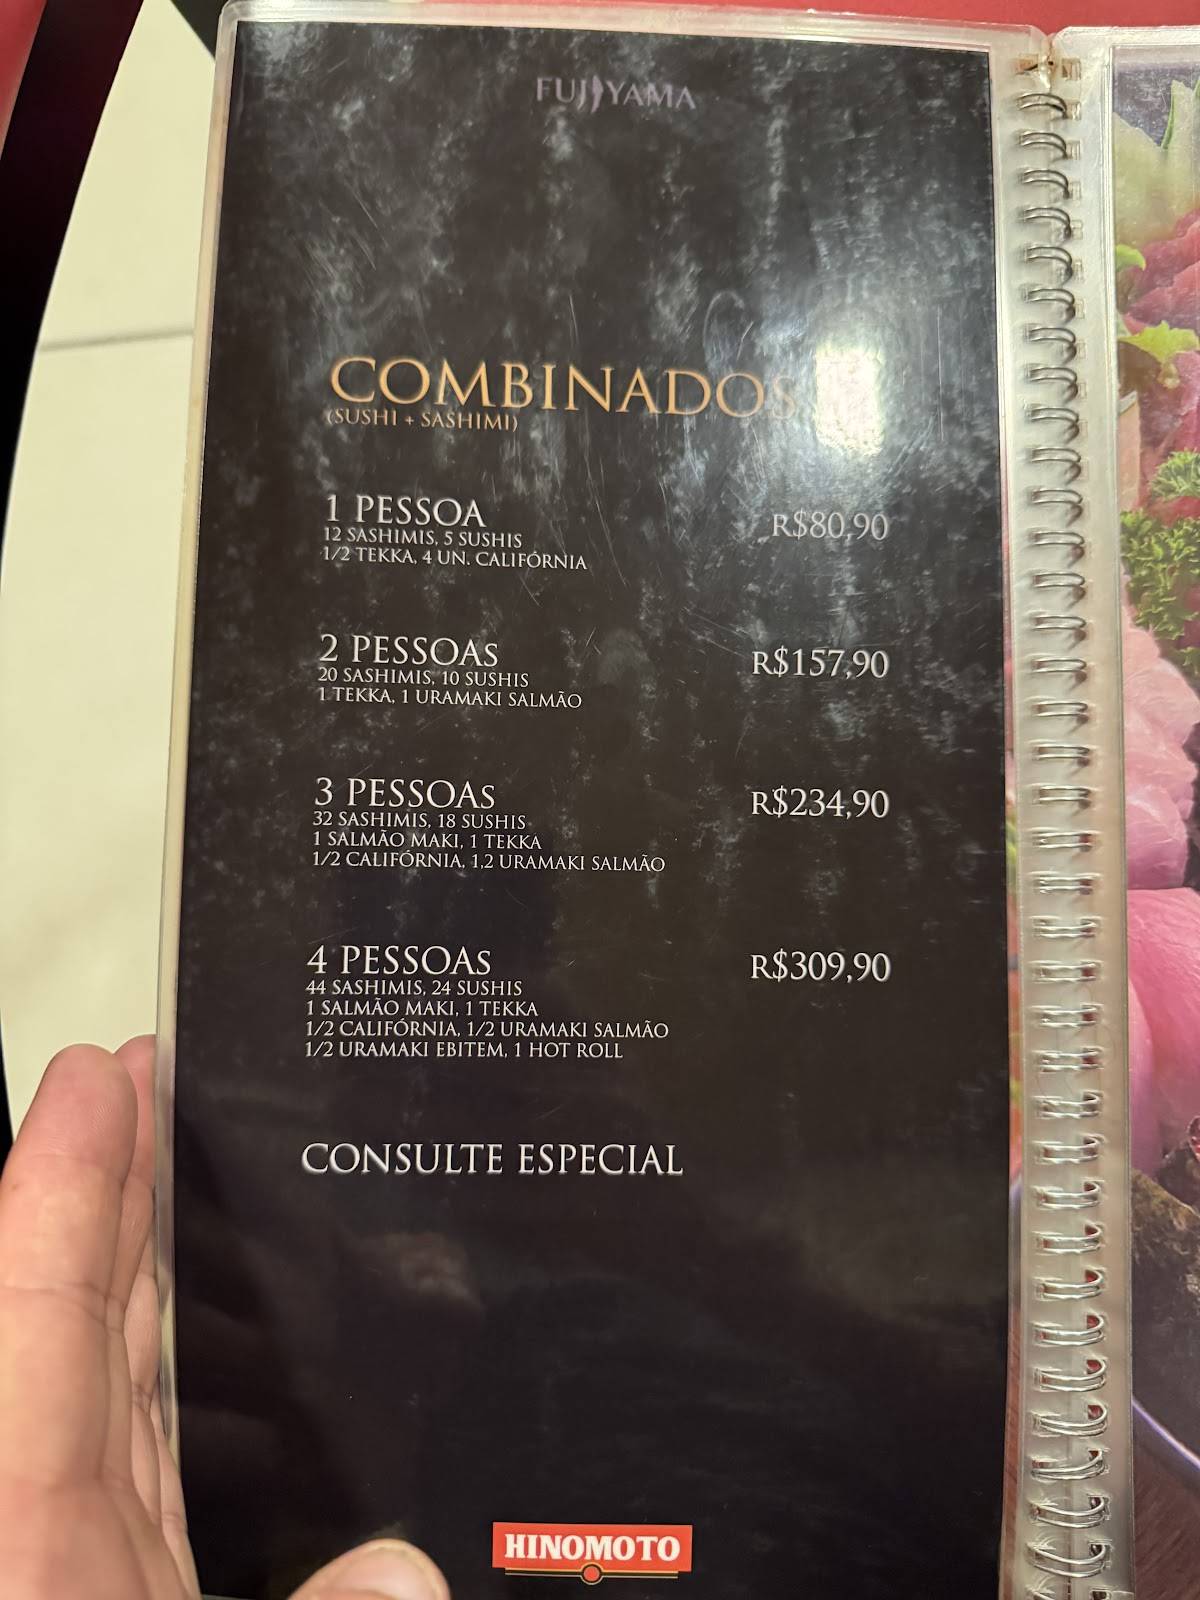 FUJIYAMA
COMBINADOS
(SUSHI + SASHIMI)
1 PESSOA R$80,90
12 SASHIMIS, 5 SUSHIS
1/2 TEKKA, 4 UN. CALIFÓRNIA
2 PESSOAS R$157,90
20 SASHIMIS, 10 SUSHIS
1 TEKKA, 1 URAMAKI SALMÃO
3 PESSOAS R$234,90
32 SASHIMIS, 18 SUSHIS
1 SALMÃO MAKI, 1 TEKKA
1/2 CALIFÓRNIA, 1,2 URAMAKI SALMÃO
4 PESSOAS R$309,90
44 SASHIMIS, 24 SUSHIS
1 SALMÃO MAKI, 1 TEKKA
1/2 CALIFÓRNIA, 1/2 URAMAKI SALMÃO
1/2 URAMAKI EBITEM, 1 HOT ROLL
CONSULTE ESPECIAL
HINOMOTO